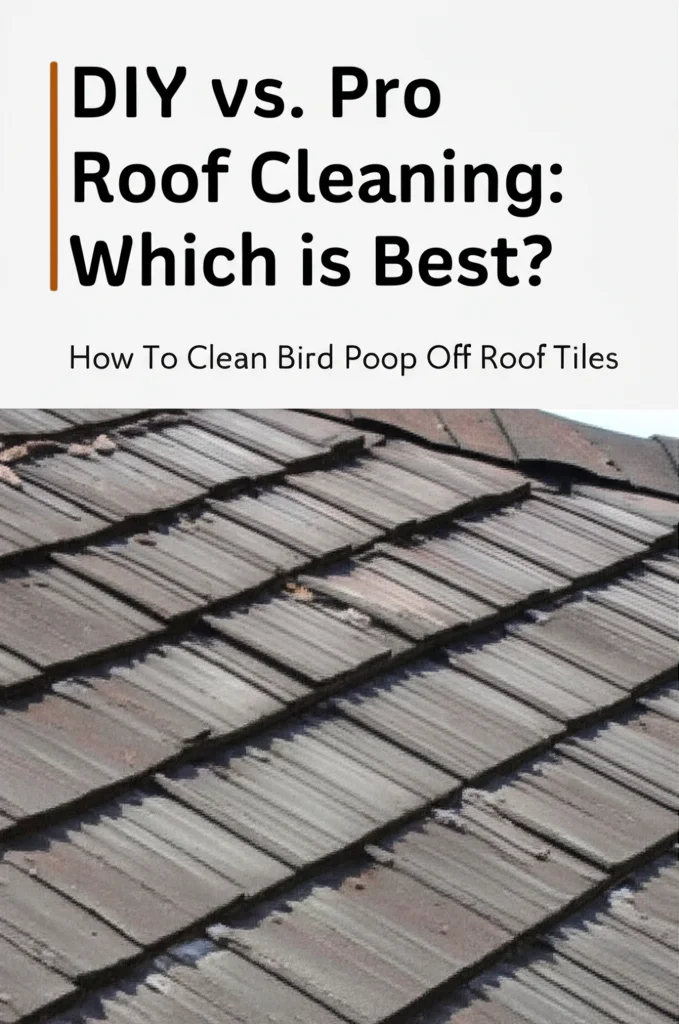 DIY vs. Pro
Roof Cleaning:
Which is Best?
How To Clean Bird Poop Off Roof Tiles